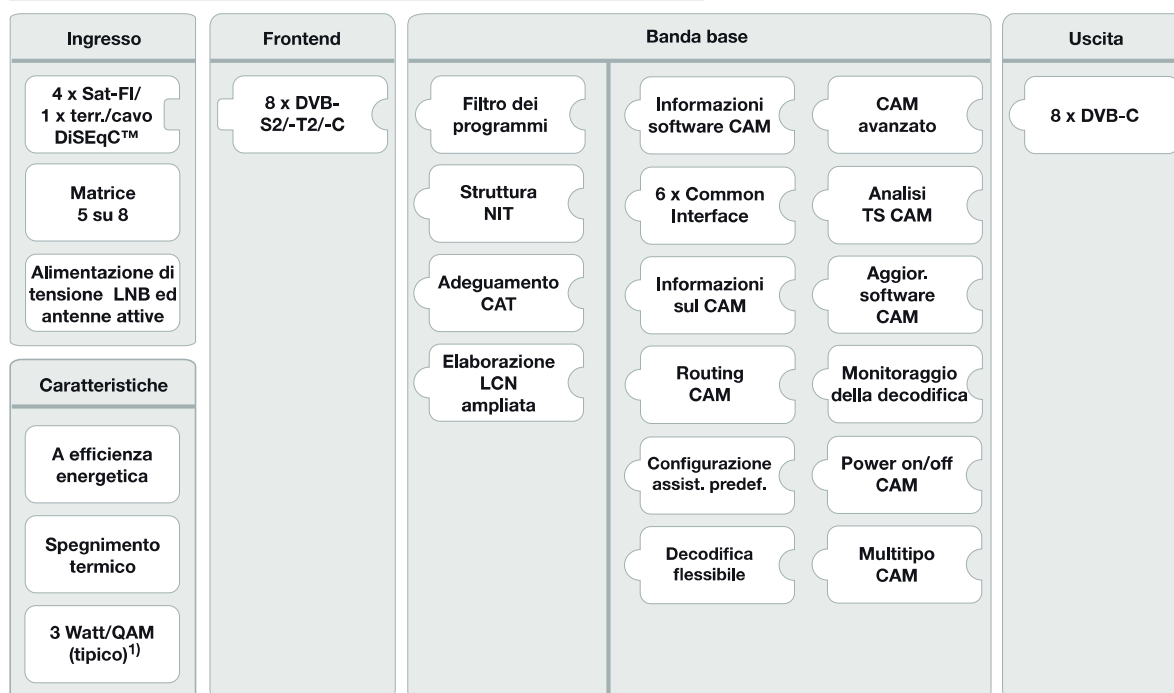 Ingresso
4 x Sat-FI/
1 x terr./cavo
DiSEqC™
Matrice
5 su 8
Alimentazione di
tensione LNB ed
antenne attive
Caratteristiche
A efficienza
energetica
Spegnimento
termico
3 Watt/QAM
(tipico)1)
Frontend
8 x DVB-
S2/-T2/-C
Banda base
Filtro dei
programmi
Struttura
NIT
Adeguamento
CAT
Elaborazione
LCN
ampliata
Informazioni
software CAM
6 x Common
Interface
Informazioni
sul CAM
Routing
CAM
Configurazione
assist. predef.
Decodifica
flessibile
CAM
avanzato
Analisi
TS CAM
Aggior.
software
CAM
Monitoraggio
della decodifica
Power on/off
CAM
Multitipo
CAM
Uscita
8 x DVB-C